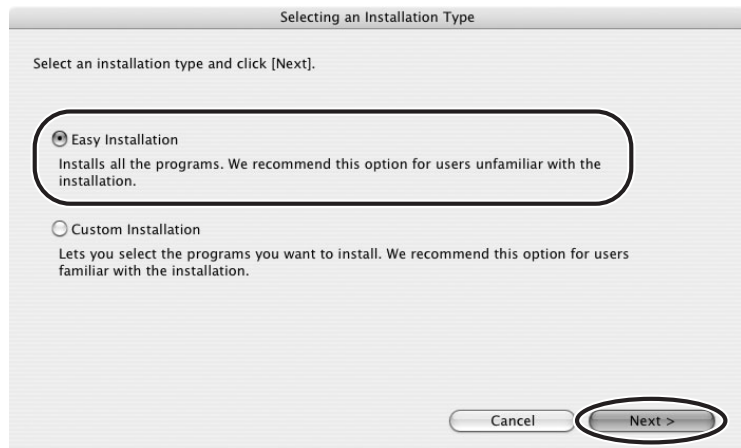 Selecting an Installation Type
Select an installation type and click [Next].
Easy Installation
Installs all the programs. We recommend this option for users unfamiliar with the
installation.
Custom Installation
Lets you select the programs you want to install. We recommend this option for users
familiar with the installation.
Cancel
Next >